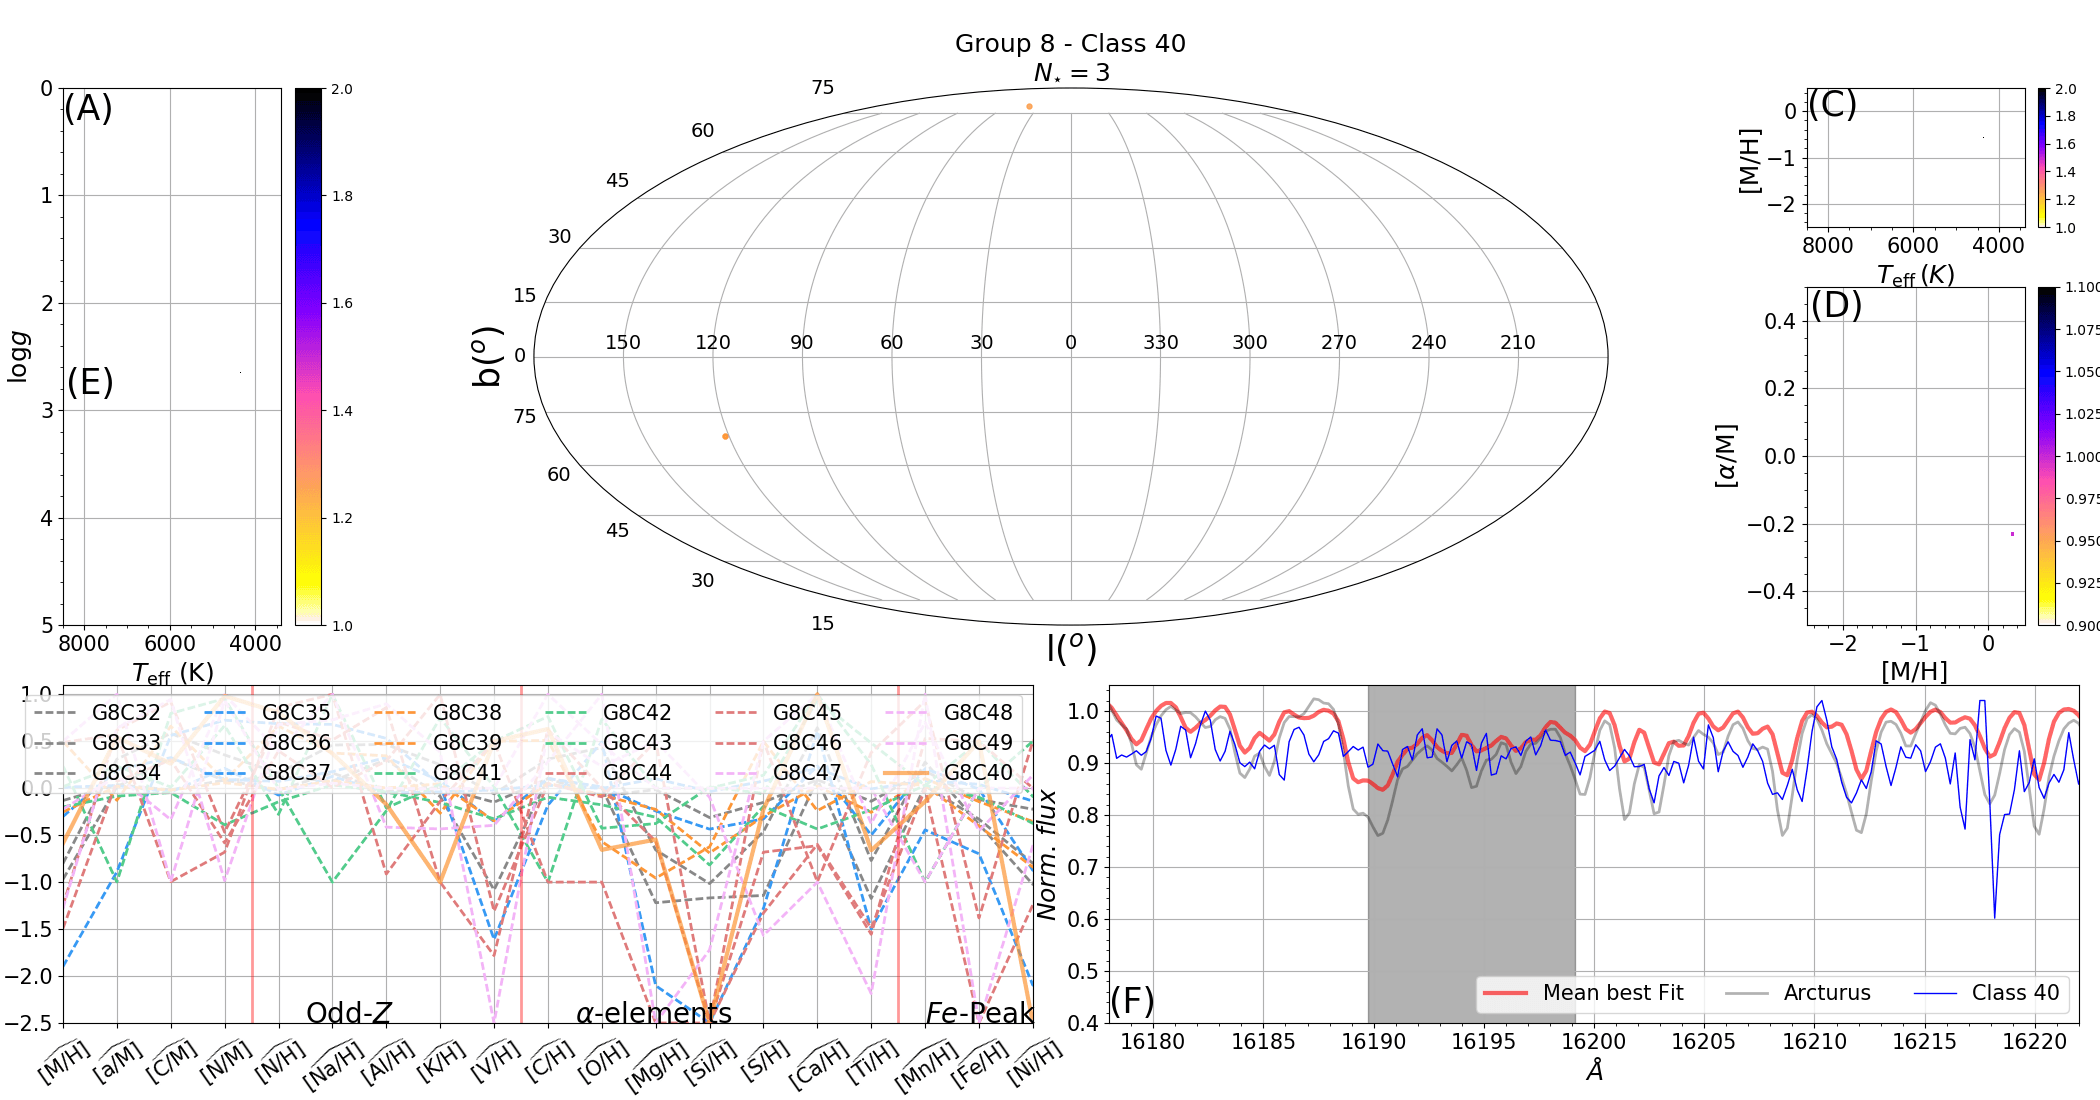 Group 8 - Class 40
N⋆ = 3
(A)
0
1
2
3
4
5
log g
(E)
8000 6000 4000
Teff (K)
2.0
1.8
1.6
1.4
1.2
1.0
75
60
45
30
15
0
75
60
45
30
15
150 120 90 60 30 0 330 300 270 240 210
b(°)
l(°)
(C)
0
−1
−2
[M/H]
8000 6000 4000
Teff (K)
2.0
1.8
1.6
1.4
1.2
1.0
(D)
0.4
0.2
0.0
−0.2
−0.4
[α/M]
−2 −1 0
[M/H]
1.100
1.075
1.050
1.025
1.000
0.975
0.950
0.925
0.900
1.0
0.5
0.0
−0.5
−1.0
−1.5
−2.0
−2.5
G8C32 G8C35 G8C38 G8C42 G8C45 G8C48
G8C33 G8C36 G8C39 G8C43 G8C46 G8C49
G8C34 G8C37 G8C41 G8C44 G8C47 G8C40
Odd-Z α-elements Fe-Peak
[M/H] [a/M] [C/M] [N/M] [N/H] [Na/H] [Al/H] [K/H] [V/H] [C/H] [O/H] [Mg/H] [Si/H] [S/H] [Ca/H] [Ti/H] [Mn/H] [Fe/H] [Ni/H]
1.0
0.9
0.8
0.7
0.6
0.5
0.4
Norm. flux
(F)
Mean best Fit Arcturus Class 40
16180 16185 16190 16195 16200 16205 16210 16215 16220
Å